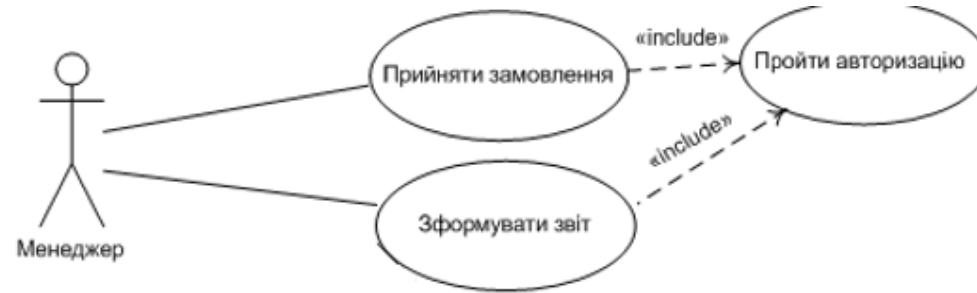 «include»
Прийняти замовлення
Пройти авторизацію
«include»
Зформувати звіт
Менеджер